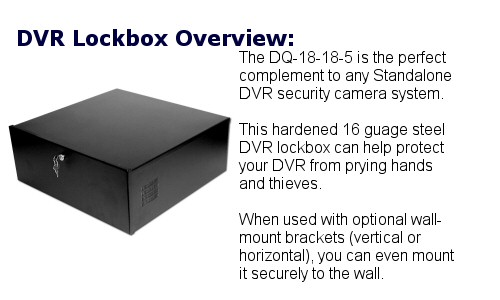 DVR Lockbox Overview:
The DQ-18-18-5 is the perfect
complement to any Standalone
DVR security camera system.
This hardened 16 guage steel
DVR lockbox can help protect
your DVR from prying hands
and thieves.
When used with optional wall-
mount brackets (vertical or
horizontal), you can even mount
it securely to the wall.